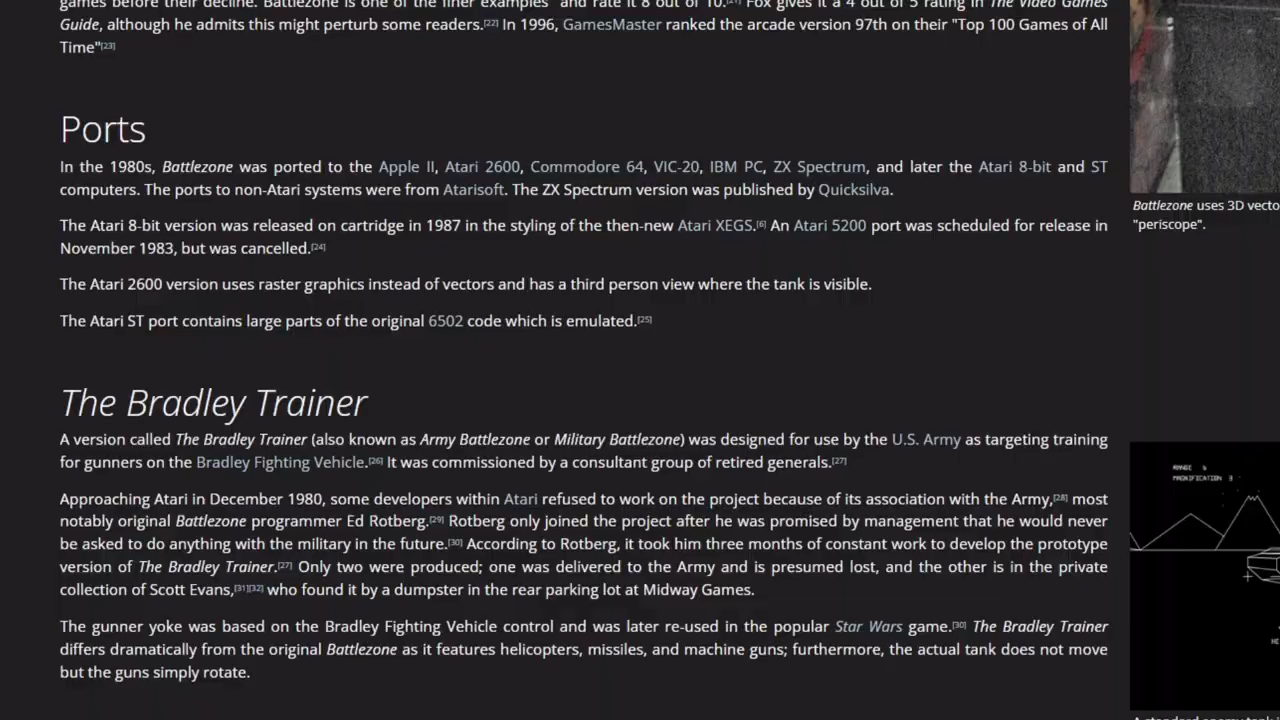 games before their decline. Battlezone is one of the finer examples" and rate it 8 out of 10.[21] Fox gives it a 4 out of 5 rating in The Video Games
Guide, although he admits this might perturb some readers.[22] In 1996, GamesMaster ranked the arcade version 97th on their "Top 100 Games of All
Time"[23]
Ports
In the 1980s, Battlezone was ported to the Apple II, Atari 2600, Commodore 64, VIC-20, IBM PC, ZX Spectrum, and later the Atari 8-bit and ST
computers. The ports to non-Atari systems were from Atarisoft. The ZX Spectrum version was published by Quicksilva.
The Atari 8-bit version was released on cartridge in 1987 in the styling of the then-new Atari XEGS.[6] An Atari 5200 port was scheduled for release in
November 1983, but was cancelled.[24]
The Atari 2600 version uses raster graphics instead of vectors and has a third person view where the tank is visible.
The Atari ST port contains large parts of the original 6502 code which is emulated.[25]
The Bradley Trainer
A version called The Bradley Trainer (also known as Army Battlezone or Military Battlezone) was designed for use by the U.S. Army as targeting training
for gunners on the Bradley Fighting Vehicle.[26] It was commissioned by a consultant group of retired generals.[27]
Approaching Atari in December 1980, some developers within Atari refused to work on the project because of its association with the Army,[28] most
notably original Battlezone programmer Ed Rotberg.[29] Rotberg only joined the project after he was promised by management that he would never
be asked to do anything with the military in the future.[30] According to Rotberg, it took him three months of constant work to develop the prototype
version of The Bradley Trainer.[27] Only two were produced; one was delivered to the Army and is presumed lost, and the other is in the private
collection of Scott Evans,[31][32] who found it by a dumpster in the rear parking lot at Midway Games.
The gunner yoke was based on the Bradley Fighting Vehicle control and was later re-used in the popular Star Wars game.[30] The Bradley Trainer
differs dramatically from the original Battlezone as it features helicopters, missiles, and machine guns; furthermore, the actual tank does not move
but the guns simply rotate.
Battlezone uses 3D vecto
"periscope".
RANGE
MAGNIFICATION